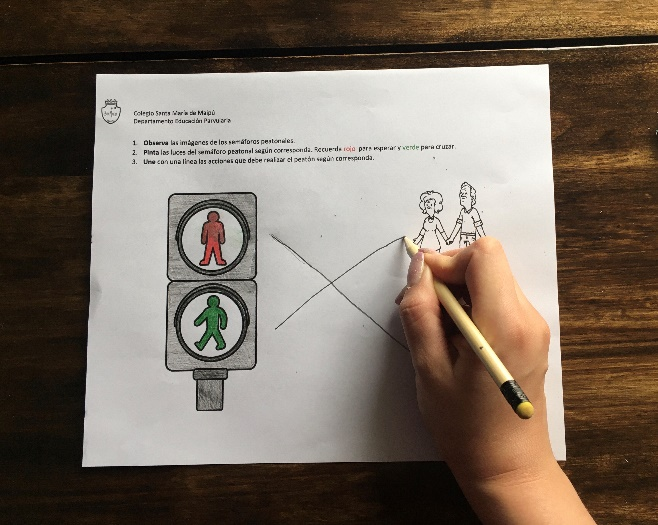 Colegio Santa María de Maipú
Departamento Educación Parvularia
1. Observa las imágenes de los semáforos peatonales.
2. Pinta las luces del semáforo peatonal según corresponda. Recuerda rojo para esperar y verde para cruzar.
3. Une con una línea las acciones que debe realizar el peatón según corresponda.